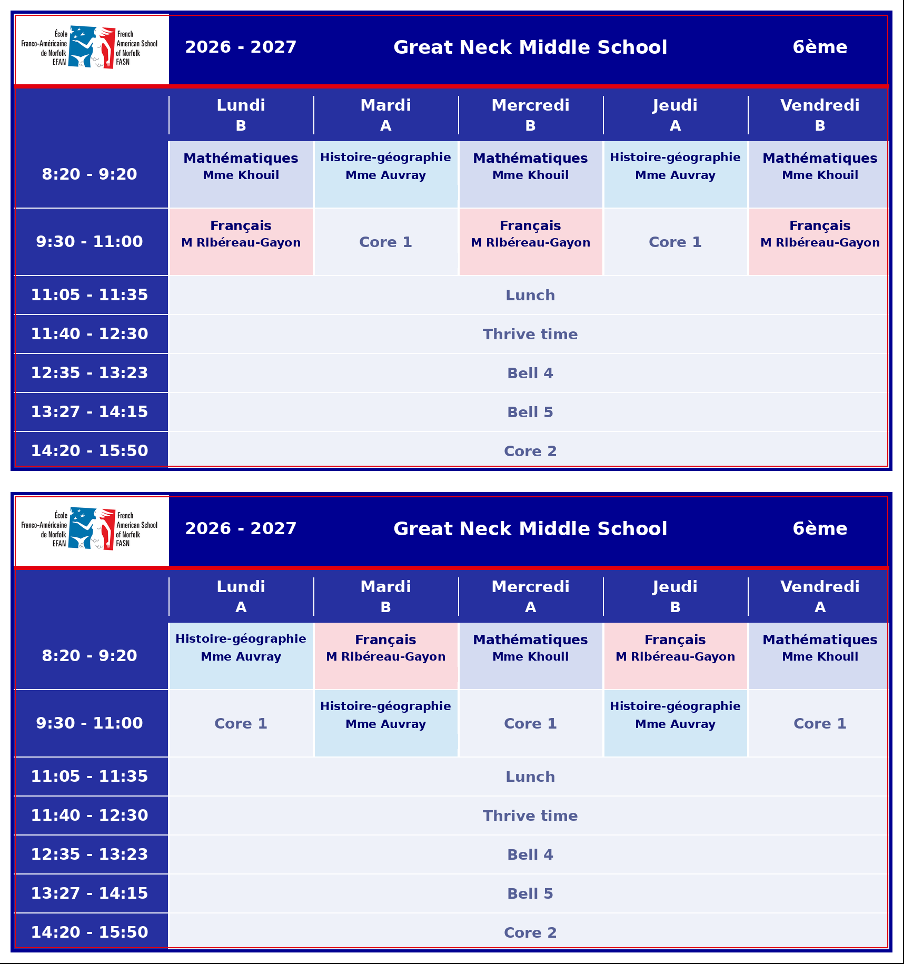 École
Franco-Américaine
de Norfolk
EFAN
French
American School
of Norfolk
FASN
2026 - 2027
Great Neck Middle School
6ème
Lundi
B
Mardi
A
Mercredi
B
Jeudi
A
Vendredi
B
8:20 - 9:20
Mathématiques
Mme Khouil
Histoire-géographie
Mme Auvray
Mathématiques
Mme Khouil
Histoire-géographie
Mme Auvray
Mathématiques
Mme Khouil
9:30 - 11:00
Français
M RIbéreau-Gayon
Core 1
Français
M RIbéreau-Gayon
Core 1
Français
M RIbéreau-Gayon
11:05 - 11:35
Lunch
11:40 - 12:30
Thrive time
12:35 - 13:23
Bell 4
13:27 - 14:15
Bell 5
14:20 - 15:50
Core 2
École
Franco-Américaine
de Norfolk
EFAN
French
American School
of Norfolk
FASN
2026 - 2027
Great Neck Middle School
6ème
Lundi
A
Mardi
B
Mercredi
A
Jeudi
B
Vendredi
A
8:20 - 9:20
Histoire-géographie
Mme Auvray
Français
M RIbéreau-Gayon
Mathématiques
Mme Khouil
Français
M RIbéreau-Gayon
Mathématiques
Mme Khouil
9:30 - 11:00
Core 1
Histoire-géographie
Mme Auvray
Core 1
Histoire-géographie
Mme Auvray
Core 1
11:05 - 11:35
Lunch
11:40 - 12:30
Thrive time
12:35 - 13:23
Bell 4
13:27 - 14:15
Bell 5
14:20 - 15:50
Core 2